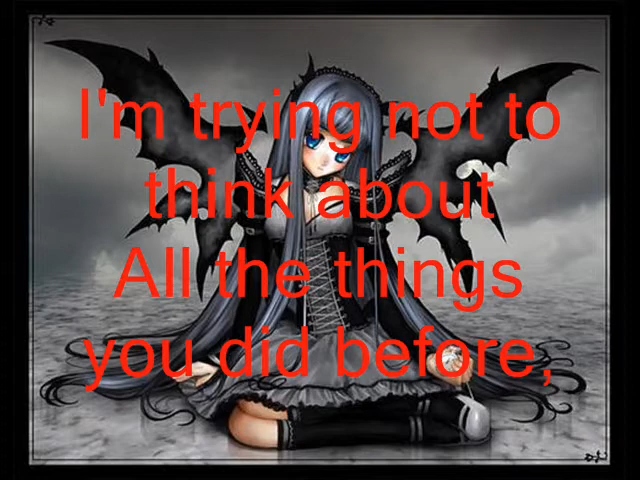 I'm trying not to
think about
All the things
you did before,